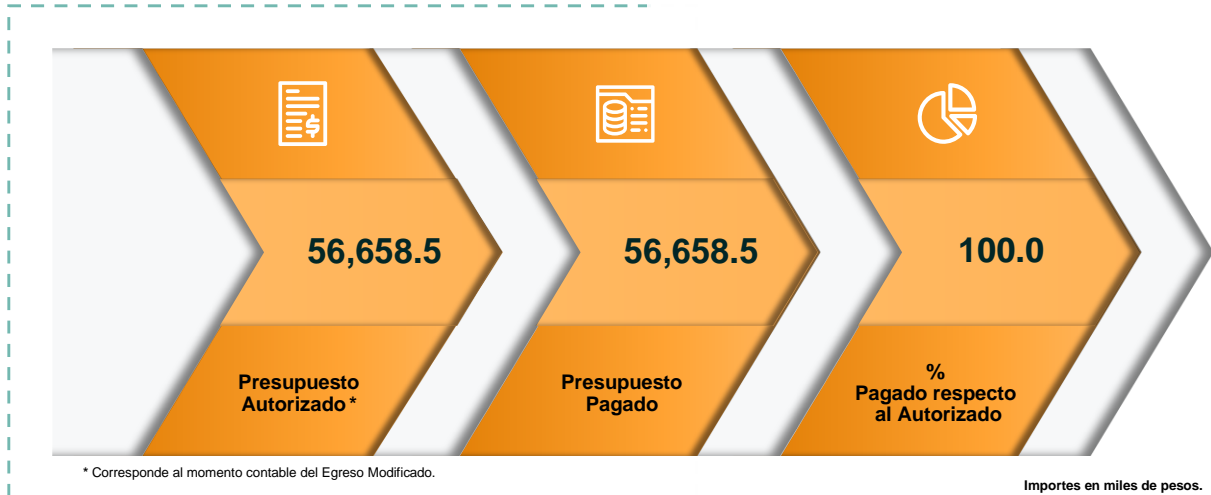 56,658.5
56,658.5
100.0
Presupuesto
Autorizado *
Presupuesto
Pagado
%
Pagado respecto
al Autorizado
* Corresponde al momento contable del Egreso Modificado.
Importes en miles de pesos.